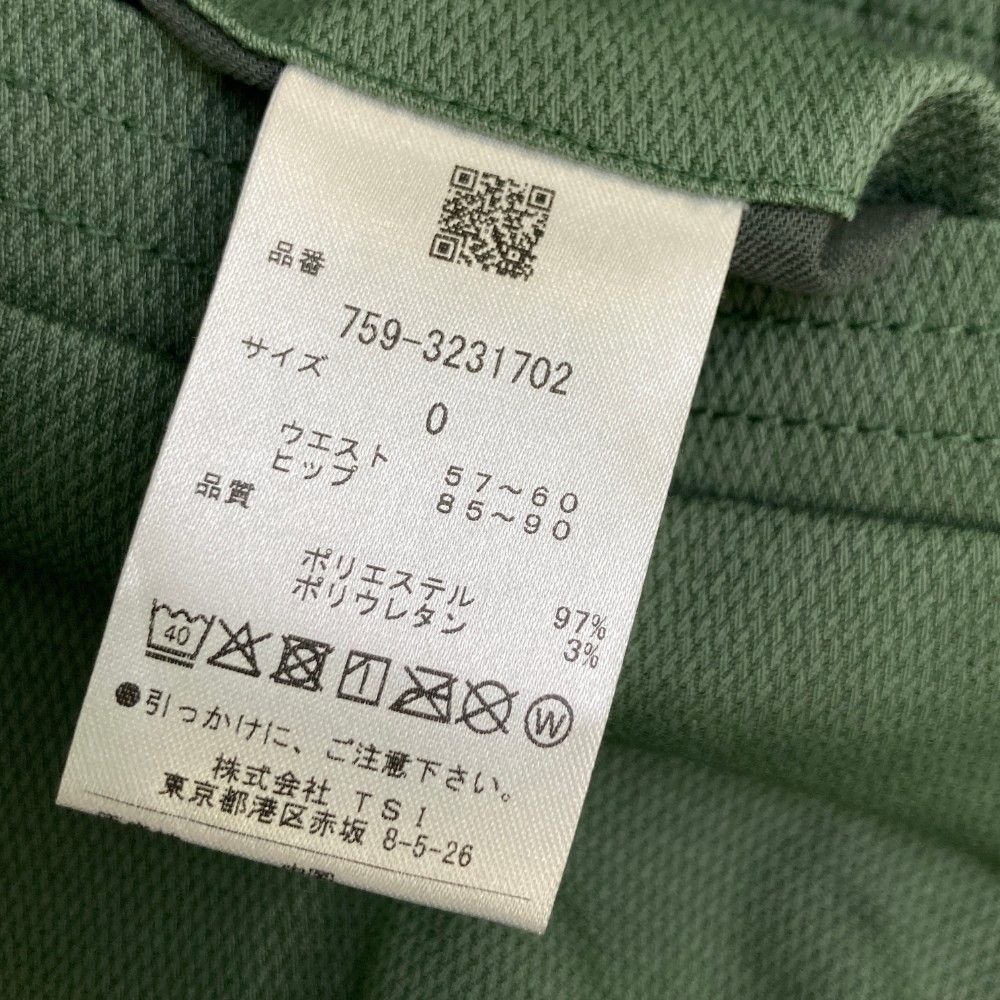 品番
759-3231702
サイズ
0
ウエスト 57～60
ヒップ 85～90
品質
ポリエステル 97%
ポリウレタン 3%
40 1 W
●引っかけに、ご注意下さい。
株式会社 TSI
東京都港区赤坂 8-5-26